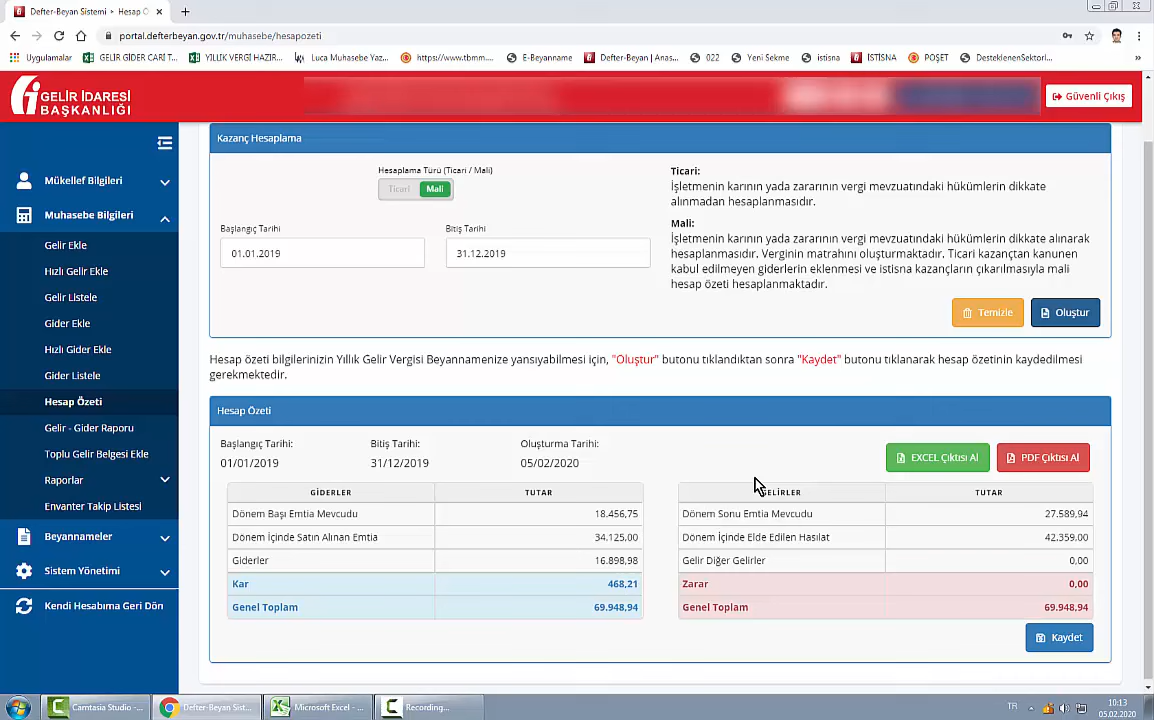 Defter-Beyan Sistemi > Hesap Ö
portal.defterbeyan.gov.tr/muhasebe/hesapozeti
Uygulamalar
GELİR GİDER CARİ T...
YILLIK VERGİ HAZIR...
Luca Muhasebe Yaz...
https://www.tbmm....
E-Beyanname
Defter-Beyan | Anas...
022
Yeni Sekme
istisna
İSTİSNA
POŞET
DesteklenenSektorl...
»
GELİR İDARESİ
BAŞKANLIĞI
Güvenli Çıkış
Mükellef Bilgileri
Muhasebe Bilgileri
Gelir Ekle
Hızlı Gelir Ekle
Gelir Listele
Gider Ekle
Hızlı Gider Ekle
Gider Listele
Hesap Özeti
Gelir - Gider Raporu
Toplu Gelir Belgesi Ekle
Raporlar
Envanter Takip Listesi
Beyannameler
Sistem Yönetimi
Kendi Hesabıma Geri Dön
Kazanç Hesaplama
Hesaplama Türü (Ticari / Mali)
Ticari Mali
Başlangıç Tarihi
01.01.2019
Bitiş Tarihi
31.12.2019
Ticari:
İşletmenin karının yada zararının vergi mevzuatındaki hükümlerin dikkate
alınmadan hesaplanmasıdır.
Mali:
İşletmenin karının yada zararının vergi mevzuatındaki hükümlerin dikkate alınarak
hesaplanmasıdır. Verginin matrahını oluşturmaktadır. Ticari kazançtan kanunen
kabul edilmeyen giderlerin eklenmesi ve istisna kazançların çıkarılmasıyla mali
hesap özeti hesaplanmaktadır.
Temizle
Oluştur
Hesap özeti bilgilerinizin Yıllık Gelir Vergisi Beyannamenize yansıyabilmesi için, "Oluştur" butonu tıklandıktan sonra "Kaydet" butonu tıklanarak hesap özetinin kaydedilmesi
gerekmektedir.
Hesap Özeti
Başlangıç Tarihi:
01/01/2019
Bitiş Tarihi:
31/12/2019
Oluşturma Tarihi:
05/02/2020
EXCEL Çıktısı Al
PDF Çıktısı Al
GİDERLER TUTAR
Dönem Başı Emtia Mevcudu 18.456,75
Dönem İçinde Satın Alınan Emtia 34.125,00
Giderler 16.898,98
Kar 468,21
Genel Toplam 69.948,94
GELİRLER TUTAR
Dönem Sonu Emtia Mevcudu 27.589,94
Dönem İçinde Elde Edilen Hasılat 42.359,00
Gelir Diğer Gelirler 0,00
Zarar 0,00
Genel Toplam 69.948,94
Kaydet
Camtasia Studio -...
Defter-Beyan Sist...
Microsoft Excel - ...
Recording...
TR
10:13
05.02.2020